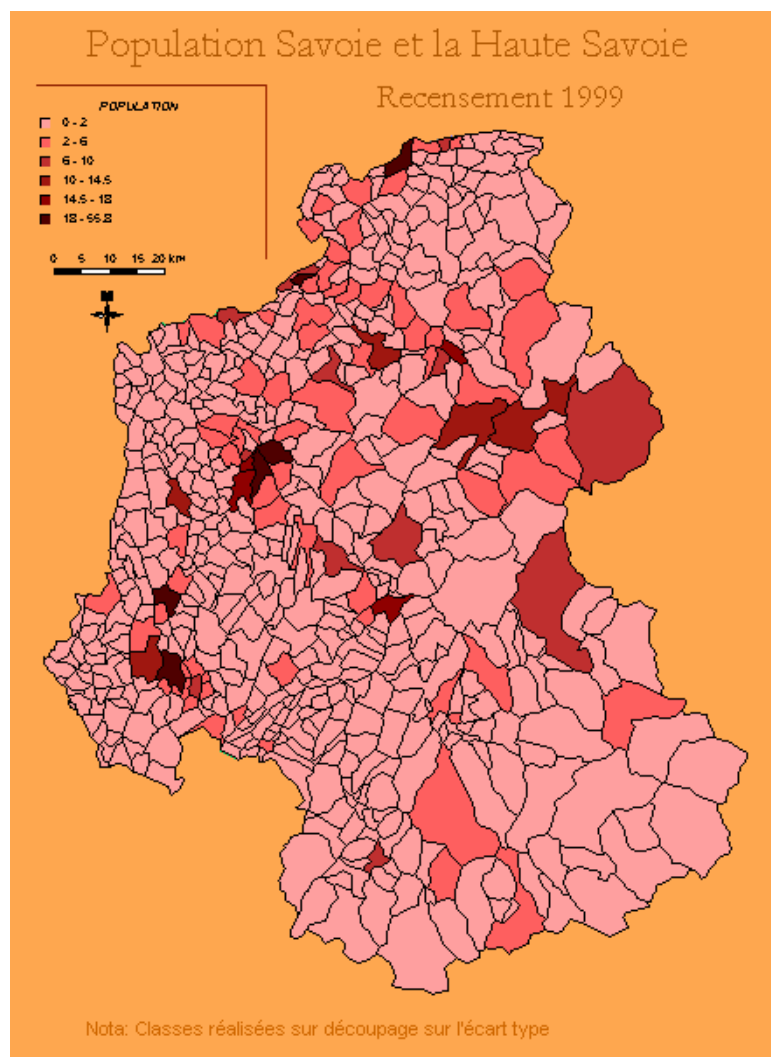 Population Savoie et la Haute Savoie
Recensement 1999
POPULATION
0 - 2
2 - 6
6 - 10
10 - 14.5
14.5 - 18
18 - 55.8
0 5 10 15 20 km
N
Nota: Classes réalisées sur découpage sur l'écart type